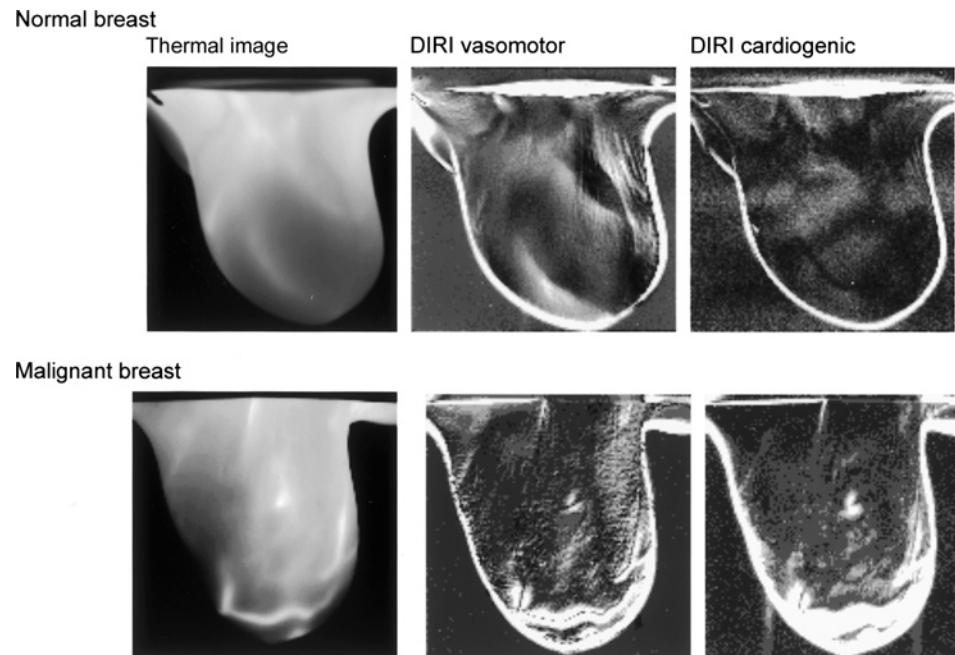 Normal breast
Thermal image
DIRI vasomotor
DIRI cardiogenic
Malignant breast